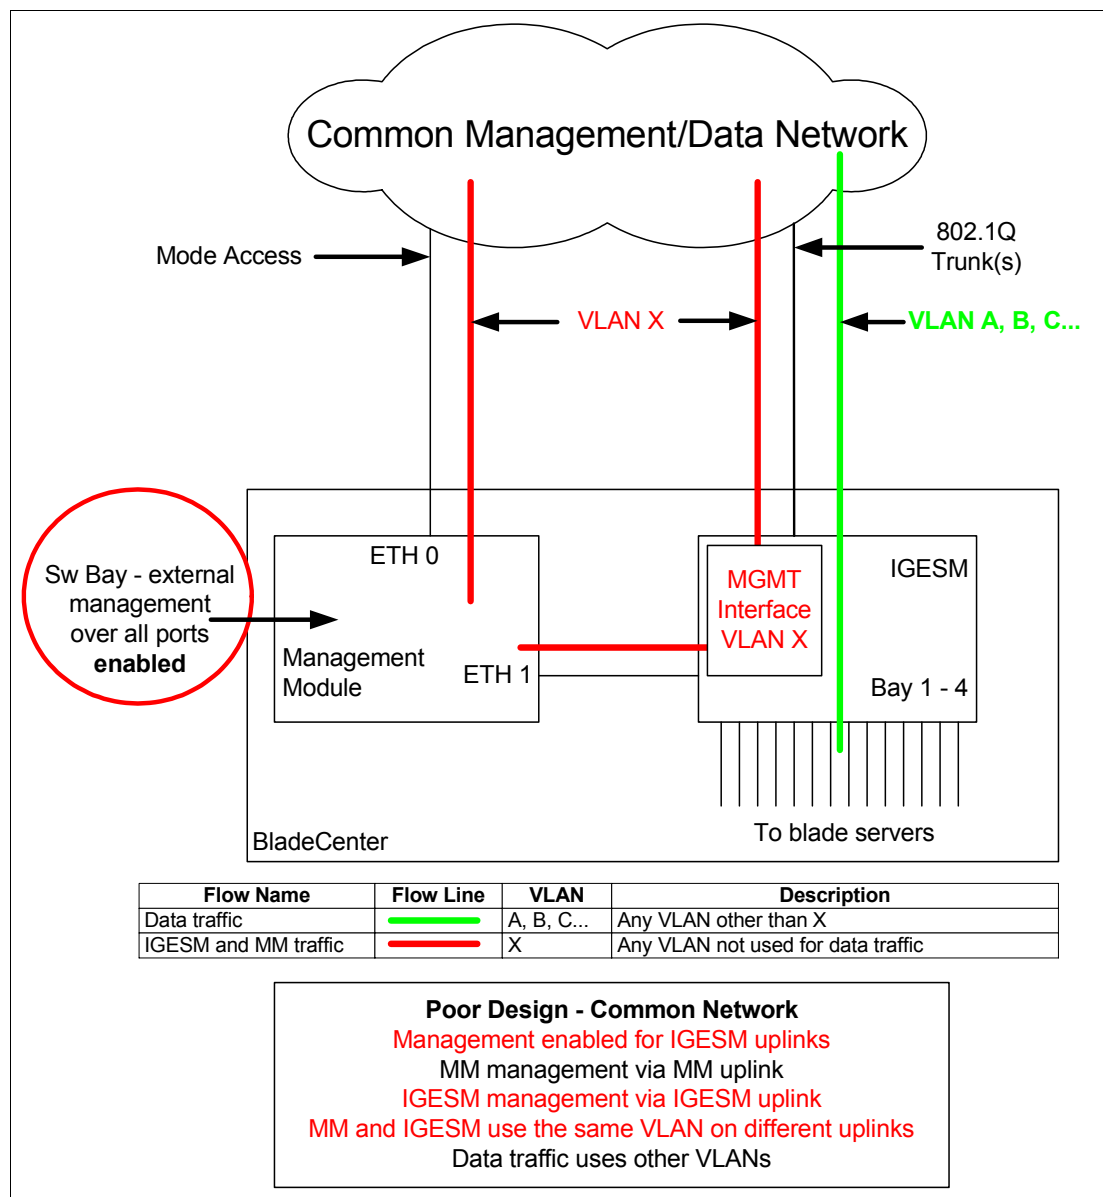 Common Management/Data Network
Mode Access
802.1Q
Trunk(s)
VLAN X
VLAN A, B, C...
Sw Bay - external
management
over all ports
enabled
ETH 0
Management
Module
ETH 1
MGMT
Interface
VLAN X
IGESM
Bay 1 - 4
To blade servers
BladeCenter
Flow Name Flow Line VLAN Description
Data traffic A, B, C... Any VLAN other than X
IGESM and MM traffic X Any VLAN not used for data traffic
Poor Design - Common Network
Management enabled for IGESM uplinks
MM management via MM uplink
IGESM management via IGESM uplink
MM and IGESM use the same VLAN on different uplinks
Data traffic uses other VLANs